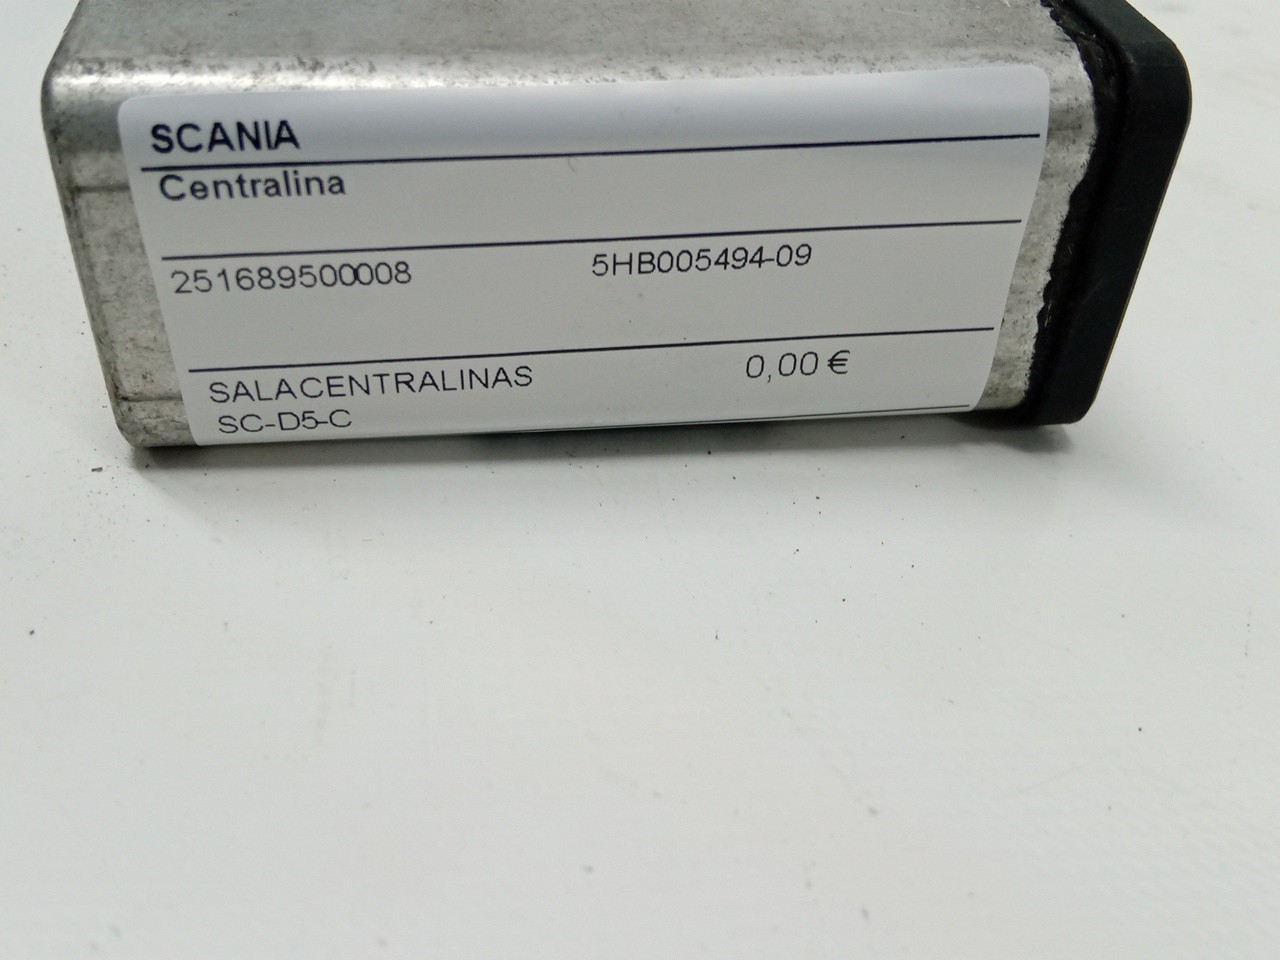 SCANIA
Centralina
251689500008 5HB005494-09
SALACENTRALINAS 0,00 €
SC-D5-C